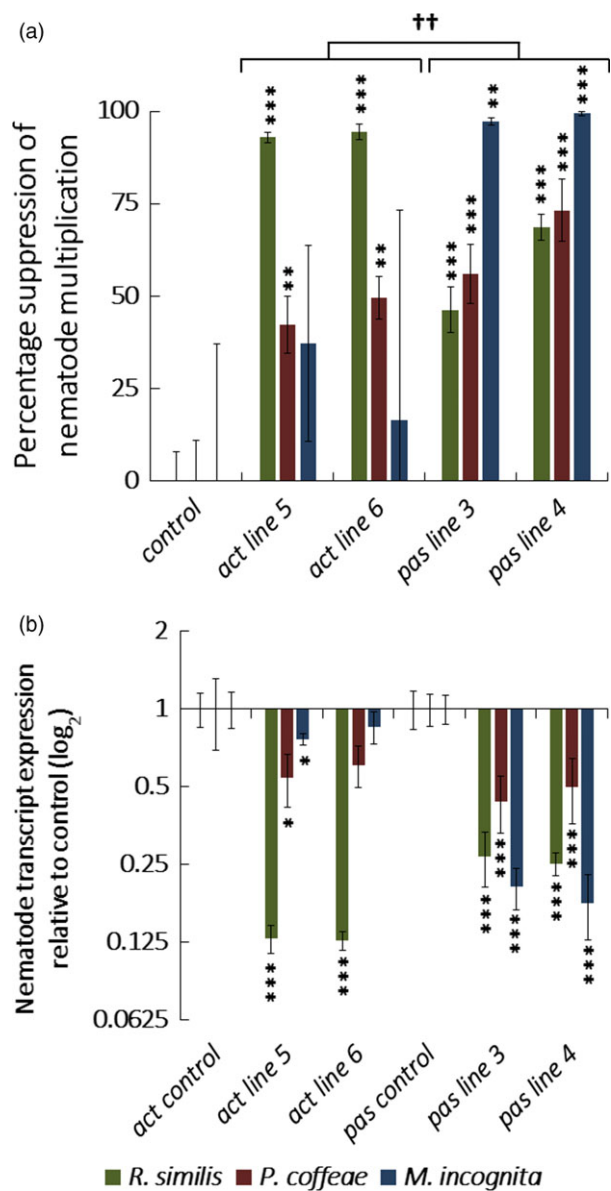 (a)
††
Percentage suppression of
nematode multiplication
100
75
50
25
0
***
**
***
**
***
***
**
***
***
***
control
act line 5
act line 6
pas line 3
pas line 4
(b)
Nematode transcript expression
relative to control (log2)
2
1
0.5
0.25
0.125
0.0625
***
*
*
***
***
***
***
***
***
***
act control
act line 5
act line 6
pas control
pas line 3
pas line 4
R. similis P. coffeae M. incognita